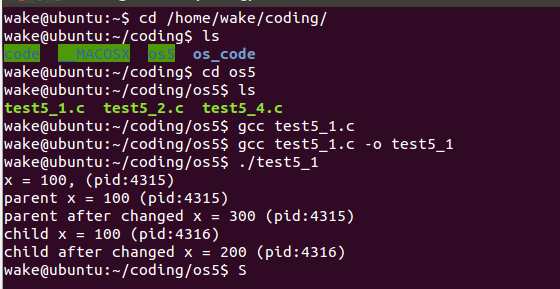 wake@ubuntu:~$ cd /home/wake/coding/
wake@ubuntu:~/coding$ ls
code __MACOSX os5 os_code
wake@ubuntu:~/coding$ cd os5
wake@ubuntu:~/coding/os5$ ls
test5_1.c test5_2.c test5_4.c
wake@ubuntu:~/coding/os5$ gcc test5_1.c
wake@ubuntu:~/coding/os5$ gcc test5_1.c -o test5_1
wake@ubuntu:~/coding/os5$ ./test5_1
x = 100, (pid:4315)
parent x = 100 (pid:4315)
parent after changed x = 300 (pid:4315)
child x = 100 (pid:4316)
child after changed x = 200 (pid:4316)
wake@ubuntu:~/coding/os5$ S